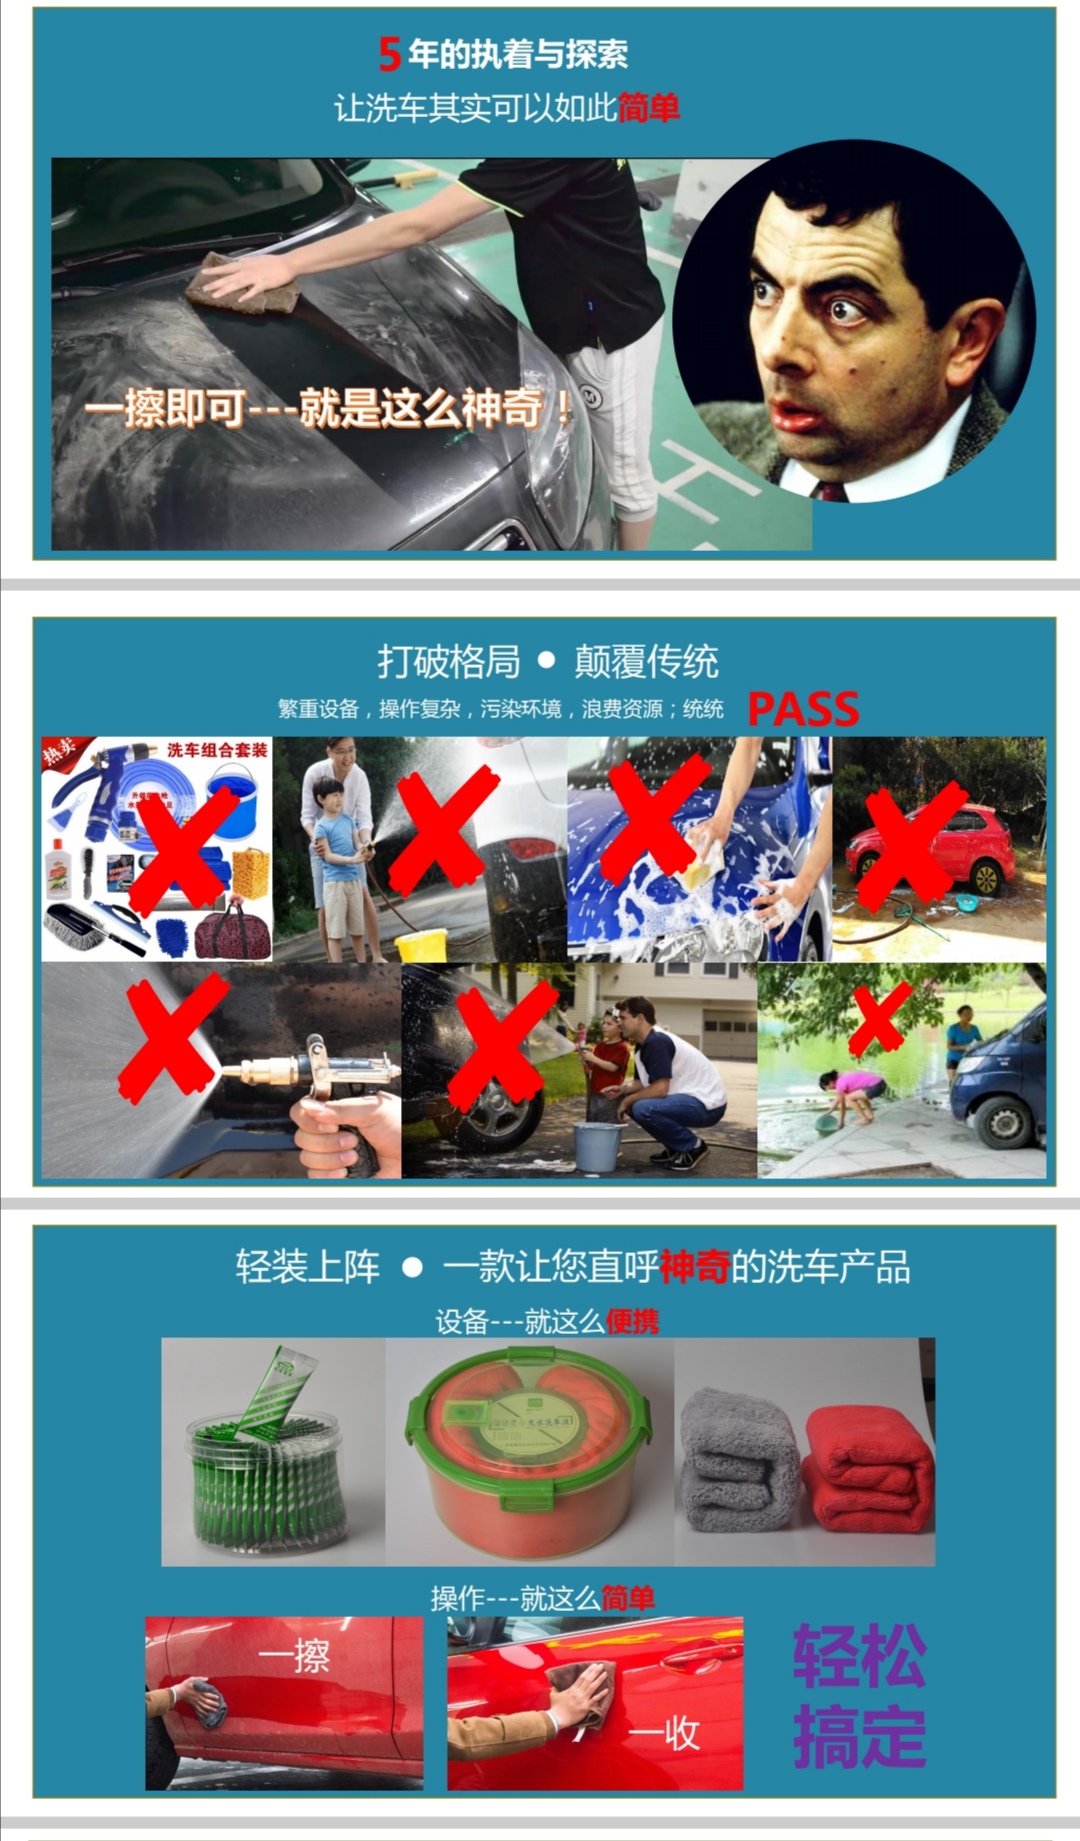 5年的执着与探索
让洗车其实可以如此简单
一擦即可---就是这么神奇！
打破格局 ● 颠覆传统
繁重设备，操作复杂，污染环境，浪费资源；统统 PASS
热卖
洗车组合套装
轻装上阵 ● 一款让您直呼神奇的洗车产品
设备---就这么便携
免水洗车液
操作---就这么简单
一擦
一收
轻松
搞定